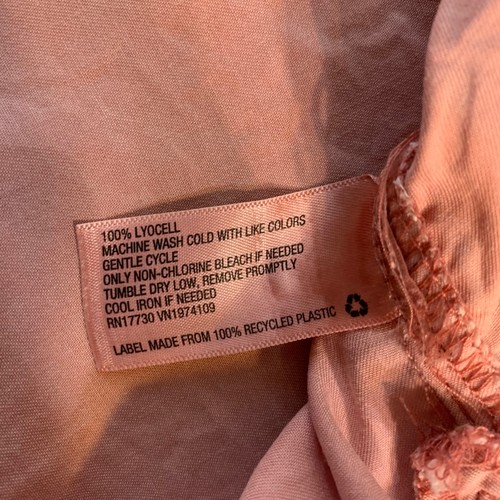 100% LYOCELL
MACHINE WASH COLD WITH LIKE COLORS
GENTLE CYCLE
ONLY NON-CHLORINE BLEACH IF NEEDED
TUMBLE DRY LOW, REMOVE PROMPTLY
COOL IRON IF NEEDED
RN17730 VN1974109
LABEL MADE FROM 100% RECYCLED PLASTIC